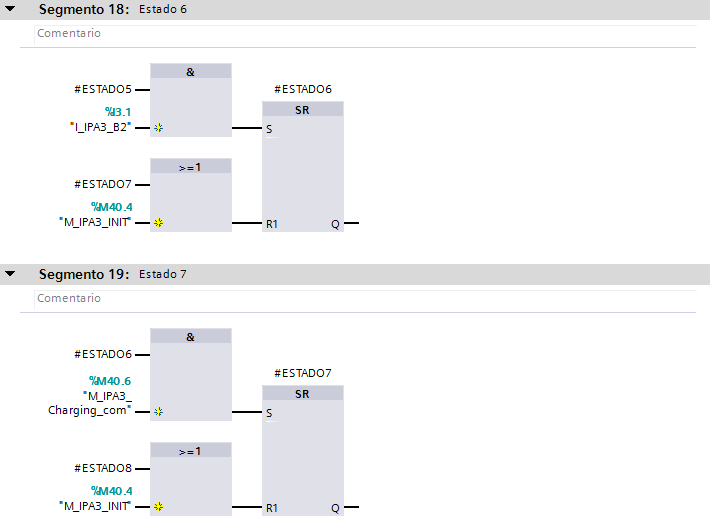 Segmento 18: Estado 6
Comentario
&
#ESTADO5
#ESTADO6
%I3.1
SR
"I_IPA3_B2"
S
>=1
#ESTADO7
%M40.4
"M_IPA3_INIT"
R1
Q
Segmento 19: Estado 7
Comentario
&
#ESTADO6
#ESTADO7
%M40.6
"M_IPA3_
SR
Charging_com"
S
>=1
#ESTADO8
%M40.4
"M_IPA3_INIT"
R1
Q